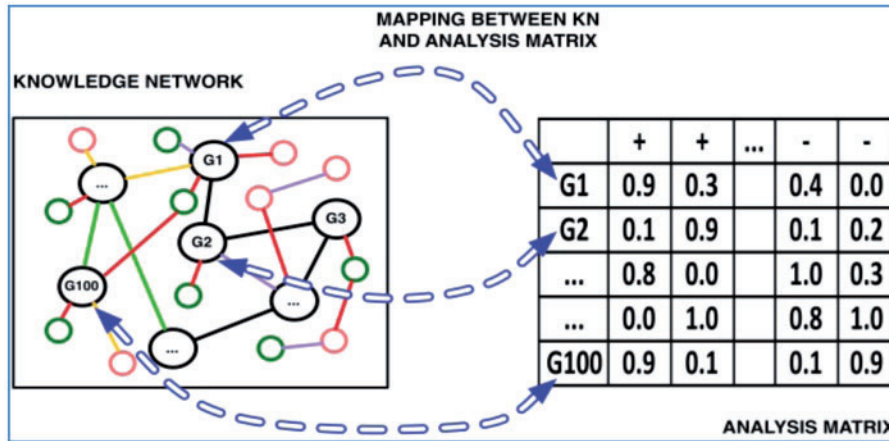 MAPPING BETWEEN KN
AND ANALYSIS MATRIX
KNOWLEDGE NETWORK
G1
...
G2
G3
G100
...
...
+ + ... - -
G1 0.9 0.3 0.4 0.0
G2 0.1 0.9 0.1 0.2
... 0.8 0.0 1.0 0.3
... 0.0 1.0 0.8 1.0
G100 0.9 0.1 0.1 0.9
ANALYSIS MATRIX